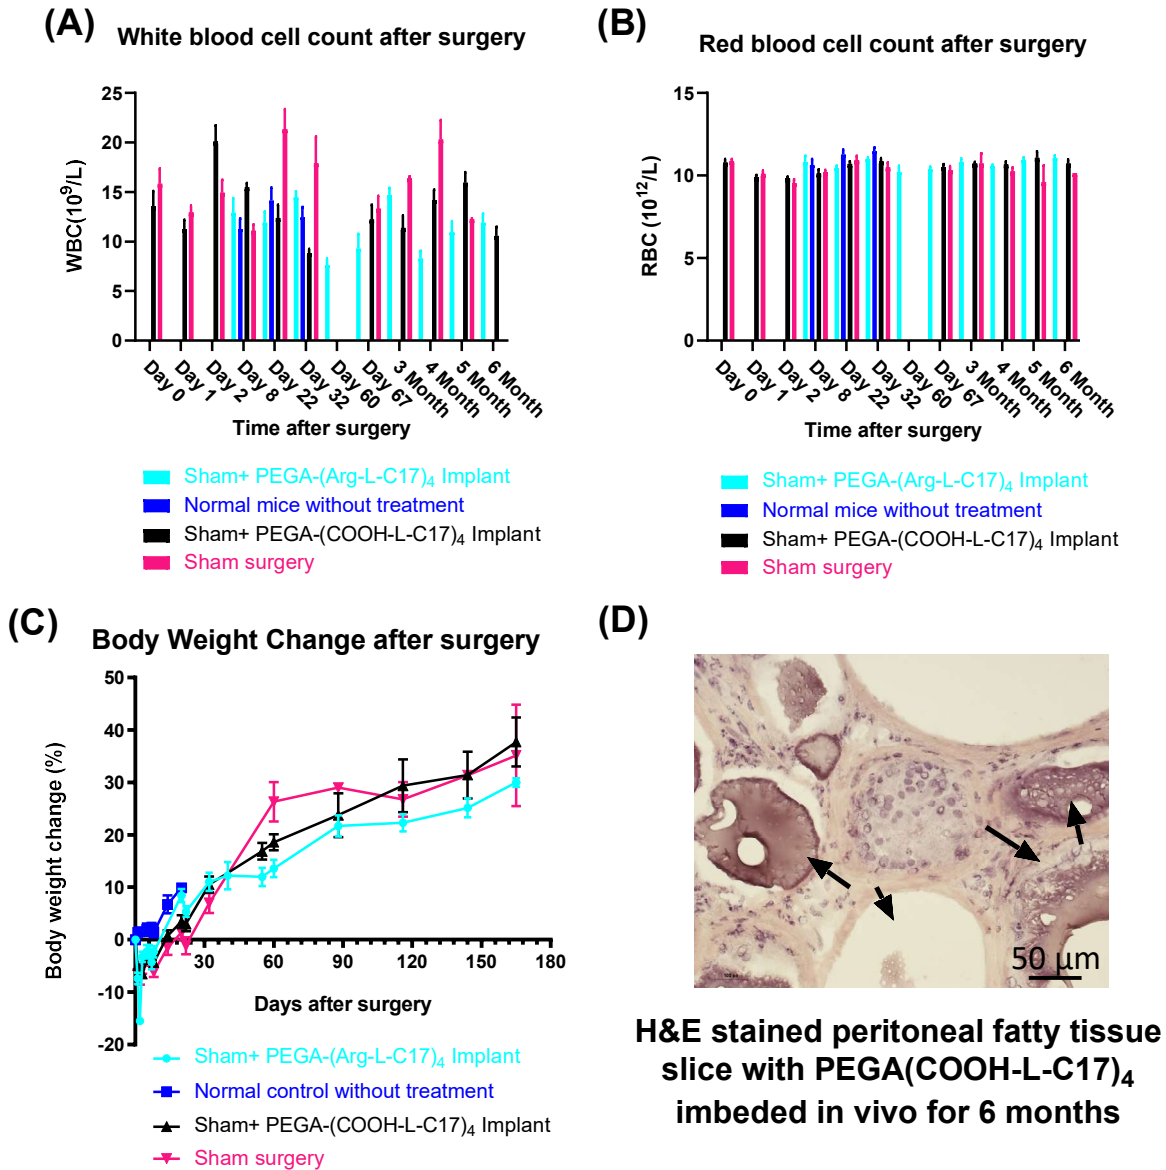 (A)
White blood cell count after surgery
WBC(10⁹/L)
25
20
15
10
5
0
Day 0
Day 1
Day 2
Day 8
Day 22
Day 32
Day 60
Day 67
3 Month
4 Month
5 Month
6 Month
Time after surgery
Sham+ PEGA-(Arg-L-C17)₄ Implant
Normal mice without treatment
Sham+ PEGA-(COOH-L-C17)₄ Implant
Sham surgery
(B)
Red blood cell count after surgery
RBC (10¹²/L)
15
10
5
0
Day 0
Day 1
Day 2
Day 8
Day 22
Day 32
Day 60
Day 67
3 Month
4 Month
5 Month
6 Month
Time after surgery
Sham+ PEGA-(Arg-L-C17)₄ Implant
Normal mice without treatment
Sham+ PEGA-(COOH-L-C17)₄ Implant
Sham surgery
(C)
Body Weight Change after surgery
Body weight change (%)
50
40
30
20
10
0
-10
-20
30 60 90 120 150 180
Days after surgery
Sham+ PEGA-(Arg-L-C17)₄ Implant
Normal control without treatment
Sham+ PEGA-(COOH-L-C17)₄ Implant
Sham surgery
(D)
50 µm
H&E stained peritoneal fatty tissue
slice with PEGA(COOH-L-C17)₄
imbeded in vivo for 6 months